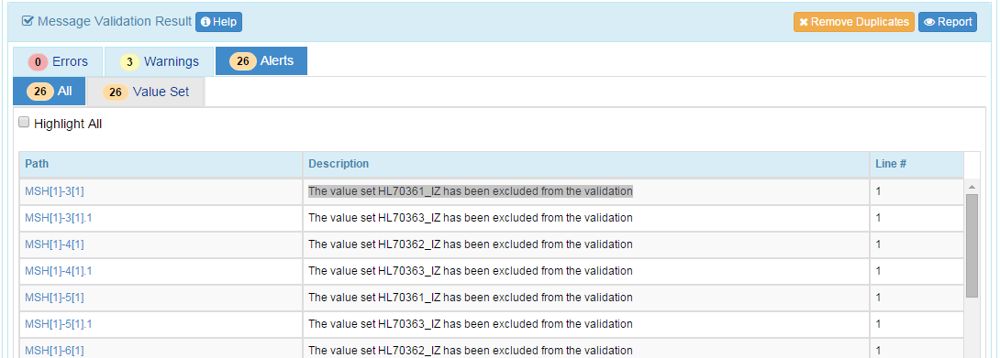 Message Validation Result Help Remove Duplicates Report
0 Errors 3 Warnings 26 Alerts
26 All 26 Value Set
Highlight All
Path Description Line #
MSH[1]-3[1] The value set HL70361_IZ has been excluded from the validation 1
MSH[1]-3[1].1 The value set HL70363_IZ has been excluded from the validation 1
MSH[1]-4[1] The value set HL70362_IZ has been excluded from the validation 1
MSH[1]-4[1].1 The value set HL70363_IZ has been excluded from the validation 1
MSH[1]-5[1] The value set HL70361_IZ has been excluded from the validation 1
MSH[1]-5[1].1 The value set HL70363_IZ has been excluded from the validation 1
MSH[1]-6[1] The value set HL70362_IZ has been excluded from the validation 1